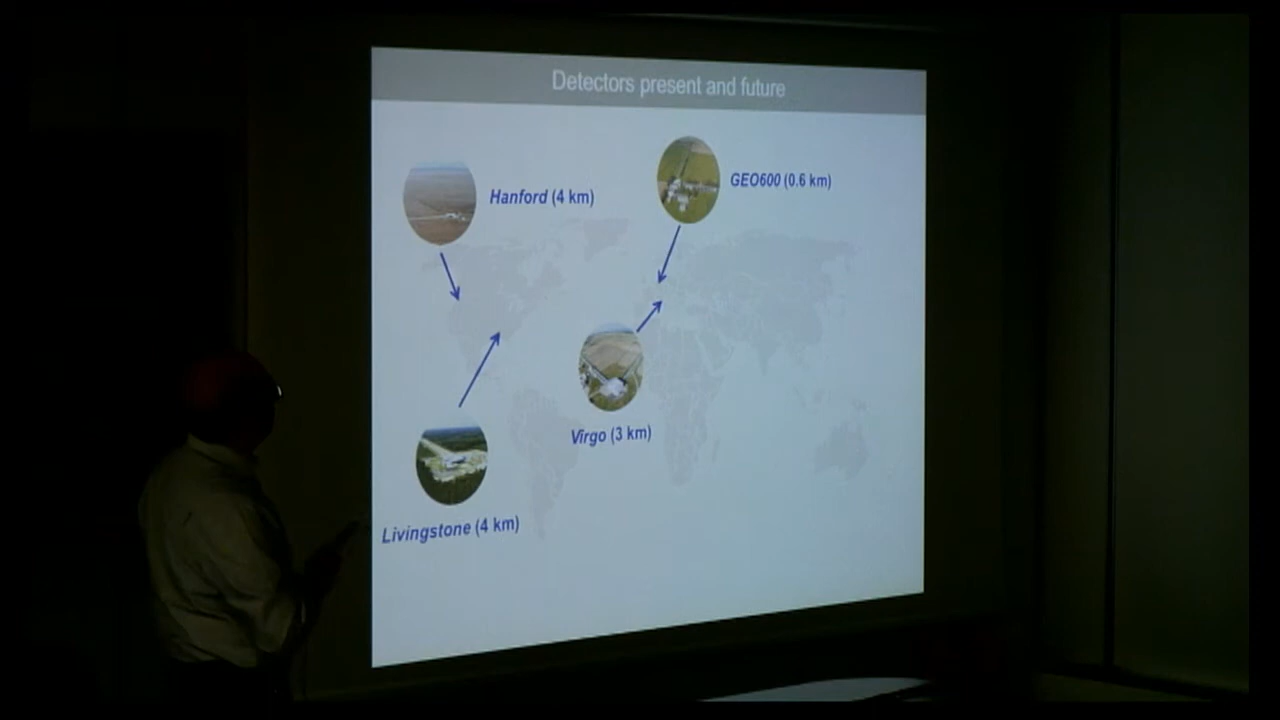 Detectors present and future
Hanford (4 km)
GEO600 (0.6 km)
Virgo (3 km)
Livingstone (4 km)